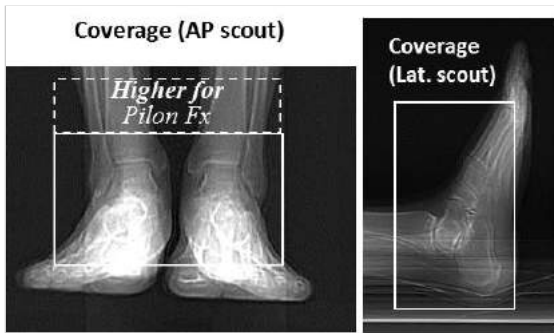 Coverage (AP scout)
Higher for
Pilon Fx
Coverage
(Lat. scout)